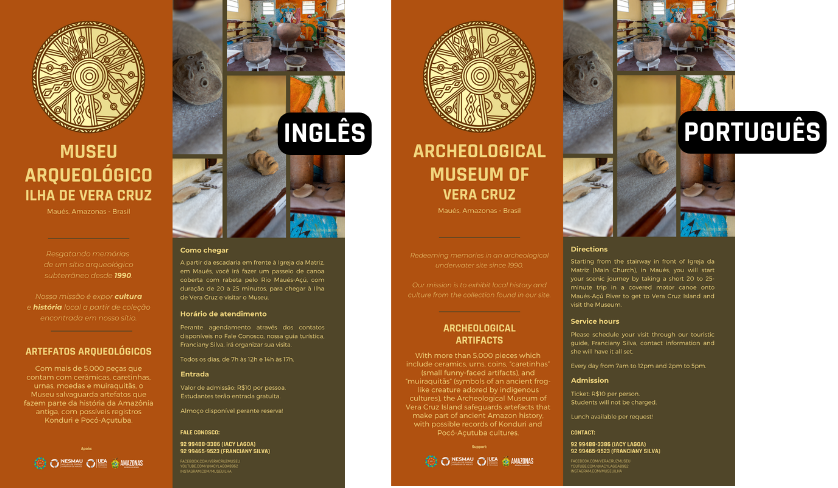 MUSEU
ARQUEOLÓGICO
ILHA DE VERA CRUZ
Maués, Amazonas - Brasil
Resgatando memórias
de um sítio arqueológico
subterrâneo desde 1990.
Nossa missão é expor cultura
e história local a partir de coleção
encontrada em nosso sítio.
ARTEFATOS ARQUEOLÓGICOS
Com mais de 5.000 peças que
contam com cerâmicas, caretinhas,
urnas, moedas e muiraquitãs, o
Museu salvaguarda artefatos que
fazem parte da história da Amazônia
antiga, com possíveis registros
Konduri e Pocó-Açutuba.
Apoio:
NESMAU
UEA
AMAZONAS
INGLÊS
Como chegar
A partir da escadaria em frente à Igreja da Matriz,
em Maués, você irá fazer um passeio de canoa
coberta com rabeta pelo Rio Maués-Açu, com
duração de 20 a 25 minutos, para chegar à Ilha
de Vera Cruz e visitar o Museu.
Horário de atendimento
Perante agendamento através dos contatos
disponíveis no Fale Conosco, nossa guia turística,
Franciany Silva, irá organizar sua visita.
Todos os dias, de 7h às 12h e 14h às 17h.
Entrada
Valor de admissão: R$10 por pessoa.
Estudantes terão entrada gratuita
Almoço disponível perante reserva!
FALE CONOSCO:
92 99488-3386 (IACY LAGOA)
92 99465-9523 (FRANCIANY SILVA)
ARCHEOLOGICAL
MUSEUM OF
VERA CRUZ
Maués, Amazonas - Brasil
Redeeming memories in an archeological
underwater site since 1990.
Our mission is to exhibit local history and
culture from the collection found in our site.
ARCHEOLOGICAL
ARTIFACTS
With more than 5,000 pieces which
include ceramics, urns, coins, "caretinhas"
(small funny-faced artifacts), and
"muiraquitãs" (symbols of an ancient frog-
like creature adored by indigenous
cultures), the Archeological Museum of
Vera Cruz Island safeguards artefacts that
make part of ancient Amazon history,
with possible records of Konduri and
Pocó-Açutuba cultures.
Support:
NESMAU
UEA
AMAZONAS
PORTUGUÊS
Directions
Starting from the stairway in front of Igreja da
Matriz (Main Church), in Maués, you will start
your scenic journey by taking a short 20 to 25-
minute trip in a covered motor canoe onto
Maués-Açú River to get to Vera Cruz Island and
visit the Museum.
Service hours
Please schedule your visit through our touristic
guide, Franciany Silva, contact information and
she will have it all set.
Every day from 7am to 12pm and 2pm to 5pm.
Admission
Ticket: R$10 per person.
Students will not be charged.
Lunch available per request!
CONTACT:
92 99488-3386 (IACY LAGOA)
92 99465-9523 (FRANCIANY SILVA)